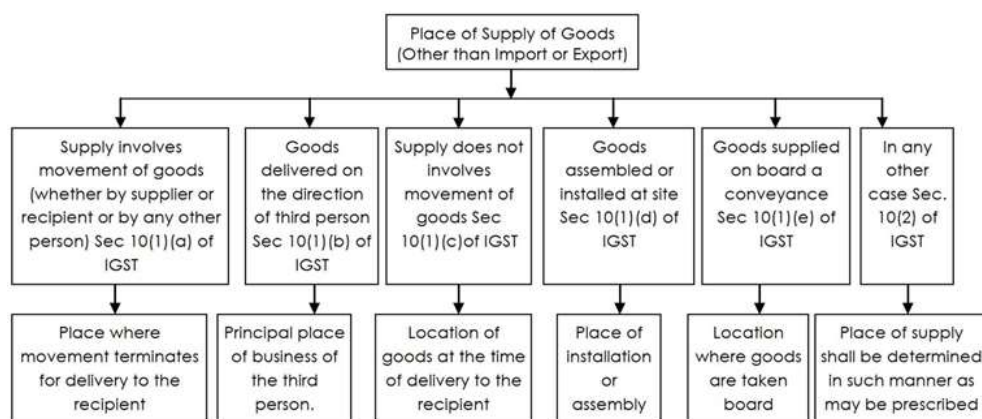 Place of Supply of Goods
(Other than Import or Export)
Supply involves
movement of goods
(whether by supplier or
recipient or by any other
person) Sec 10(1)(a) of
IGST
Goods
delivered on
the direction
of third person
Sec 10(1)(b) of
IGST
Supply does not
involves
movement of
goods Sec
10(1)(c)of IGST
Goods
assembled or
installed at site
Sec 10(1)(d) of
IGST
Goods supplied
on board a
conveyance
Sec 10(1)(e) of
IGST
In any
other
case Sec.
10(2) of
IGST
Place where
movement terminates
for delivery to the
recipient
Principal place
of business of
the third
person.
Location of
goods at the time
of delivery to the
recipient
Place of
installation
or
assembly
Location
where goods
are taken
board
Place of supply
shall be determined
in such manner as
may be prescribed